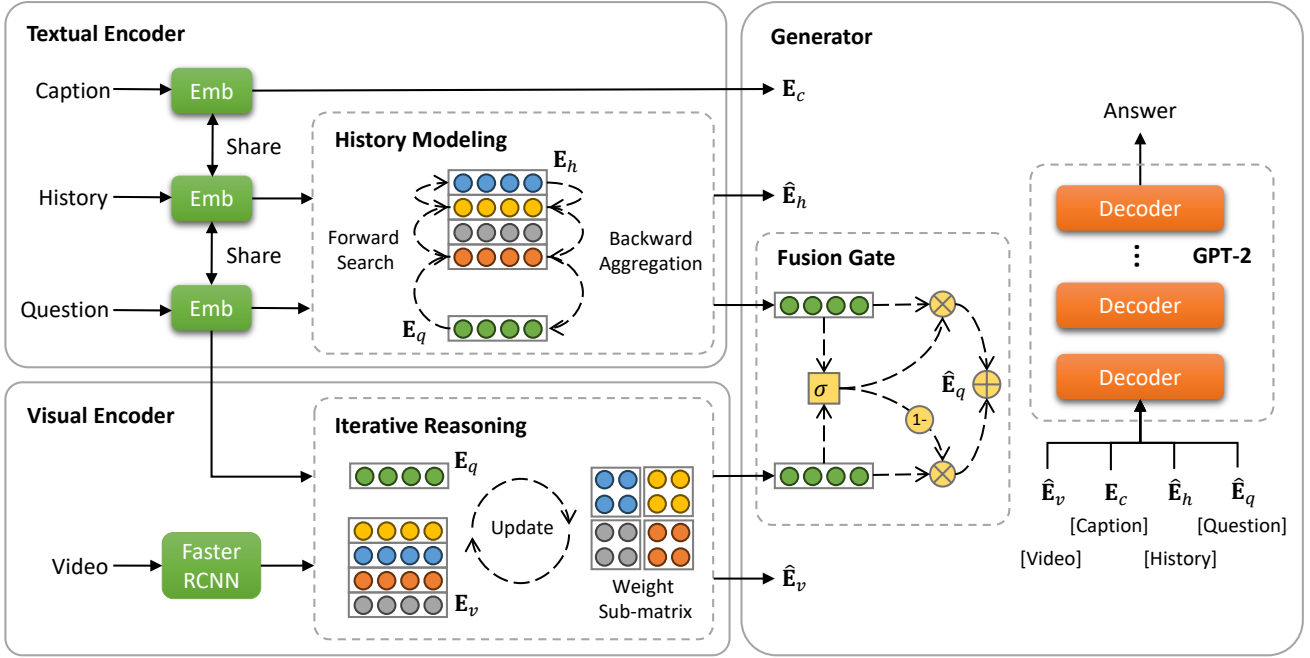 Textual Encoder
Caption
Emb
E_c
Share
History
Emb
Share
Question
Emb
History Modeling
E_h
Forward
Search
Backward
Aggregation
E_q
Ê_h
Visual Encoder
Video
Faster
RCNN
Iterative Reasoning
E_q
Update
E_v
Weight
Sub-matrix
Ê_v
Generator
Fusion Gate
σ
Ê_q
1-
Answer
Decoder
⋮
GPT-2
Decoder
Decoder
Ê_v E_c Ê_h Ê_q
[Caption] [Question]
[Video] [History]